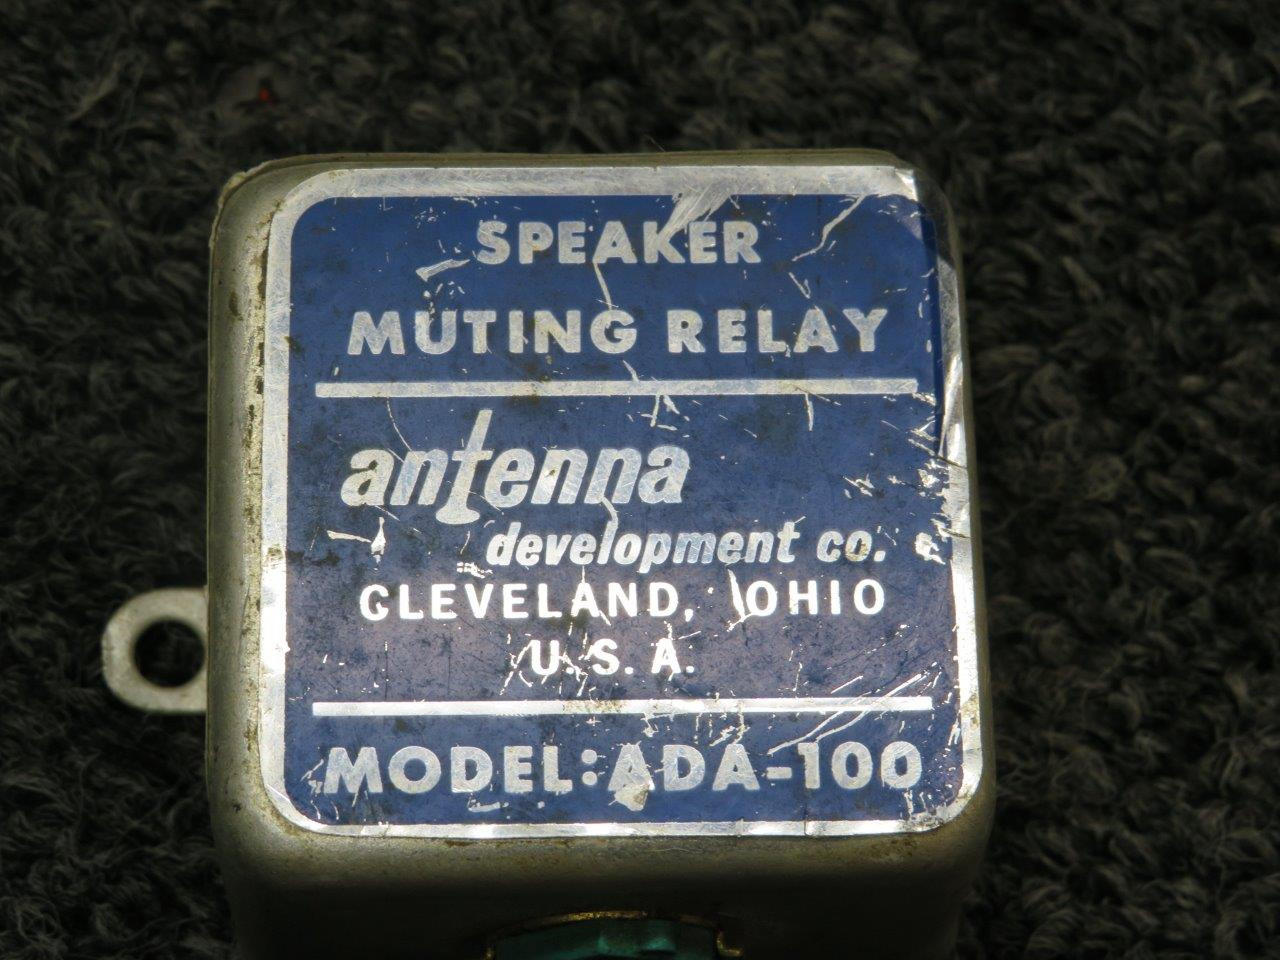 SPEAKER
MUTING RELAY
antenna
development co.
CLEVELAND, OHIO
U.S.A.
MODEL:ADA-100